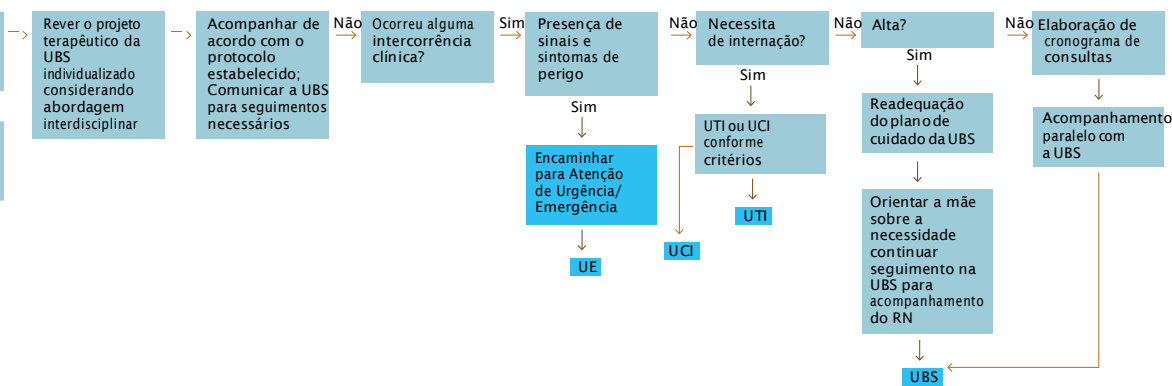 Rever o projeto
terapêutico da
UBS
individualizado
considerando
abordagem
interdisciplinar
Acompanhar de
acordo com o
protocolo
estabelecido;
Comunicar a UBS
para seguimentos
necessários
Não
Ocorreu alguma
intercorrência
clínica?
Sim
Presença de
sinais e
sintomas de
perigo
Sim
Encaminhar
para Atenção
de Urgência/
Emergência
UE
Não
Necessita
de internação?
Sim
UTI ou UCI
conforme
critérios
UCI
UTI
Não
Alta?
Sim
Readequação
do plano de
cuidado da UBS
Orientar a mãe
sobre a
necessidade
continuar
seguimento na
UBS para
acompanhamento
do RN
UBS
Não
Elaboração de
cronograma de
consultas
Acompanhamento
paralelo com
a UBS